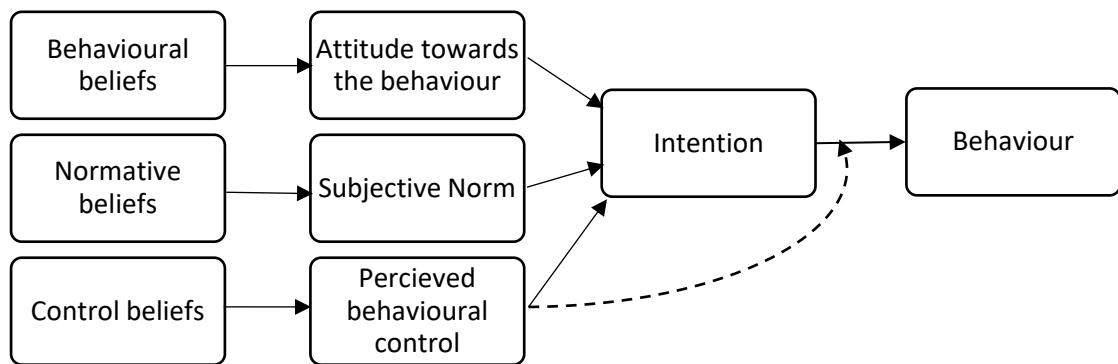 Behavioural
beliefs
Attitude towards
the behaviour
Normative
beliefs
Subjective Norm
Control beliefs
Percieved
behavioural
control
Intention
Behaviour